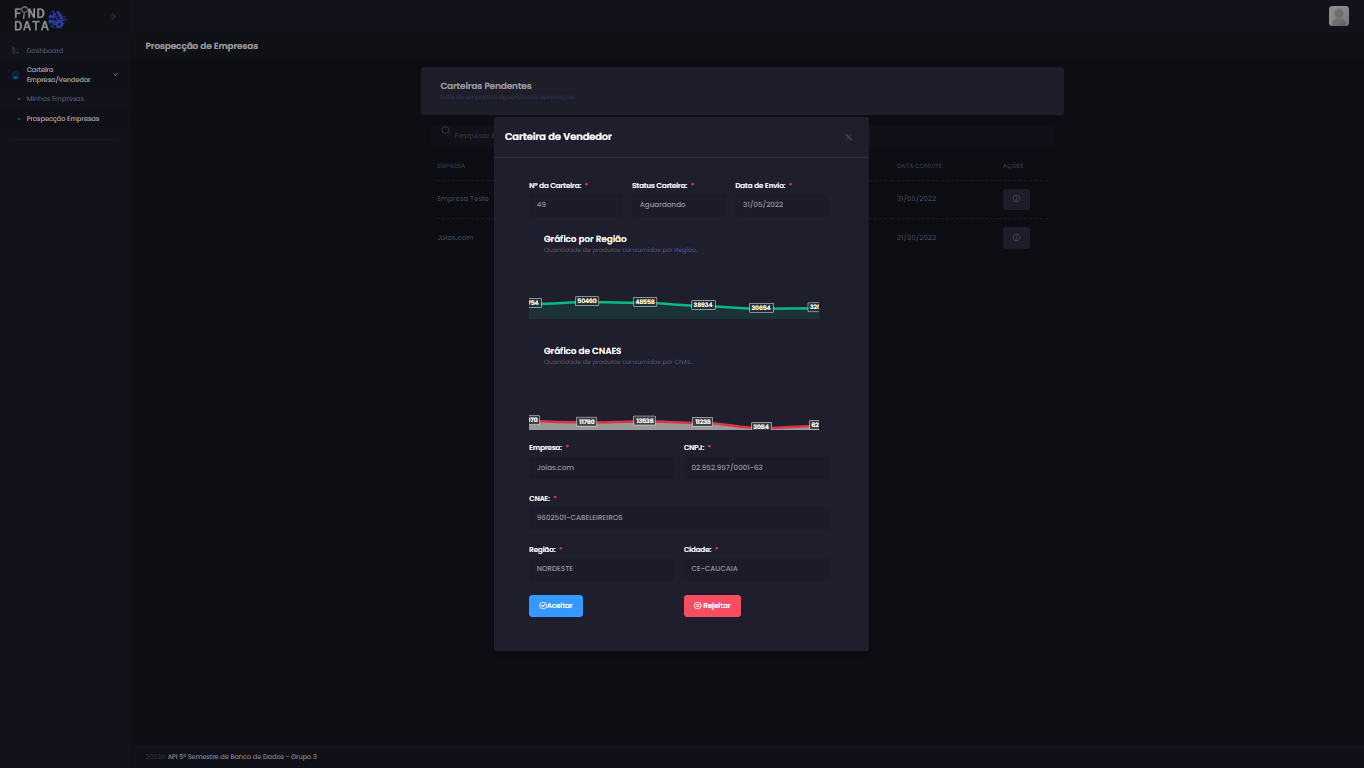 FIND
DATA
Dashboard
Prospecção de Empresas
Carteira
Empresa/Vendedor
Minhas Empresas
Prospecção Empresas
Carteiras Pendentes
Pesquisar
EMPRESA
DATA CONVITE
AÇÕES
Empresa Teste
31/05/2022
Joias.com
31/05/2022
Carteira de Vendedor
Nº da Carteira: *
Status Carteira: *
Data de Envio: *
49
Aguardando
31/05/2022
Gráfico por Região
Quantidade de produtos consumidos por Região.
754
50460
48558
38934
30654
320
Gráfico de CNAES
Quantidade de produtos consumidos por CNAE.
170
11760
13536
11238
3084
62
Empresa: *
CNPJ: *
Joias.com
02.952.957/0001-63
CNAE: *
9602501-CABELEIREIROS
Região: *
Cidade: *
NORDESTE
CE-CAUCAIA
Aceitar
Rejeitar
2022© API 5º Semestre de Banco de Dados - Grupo 3